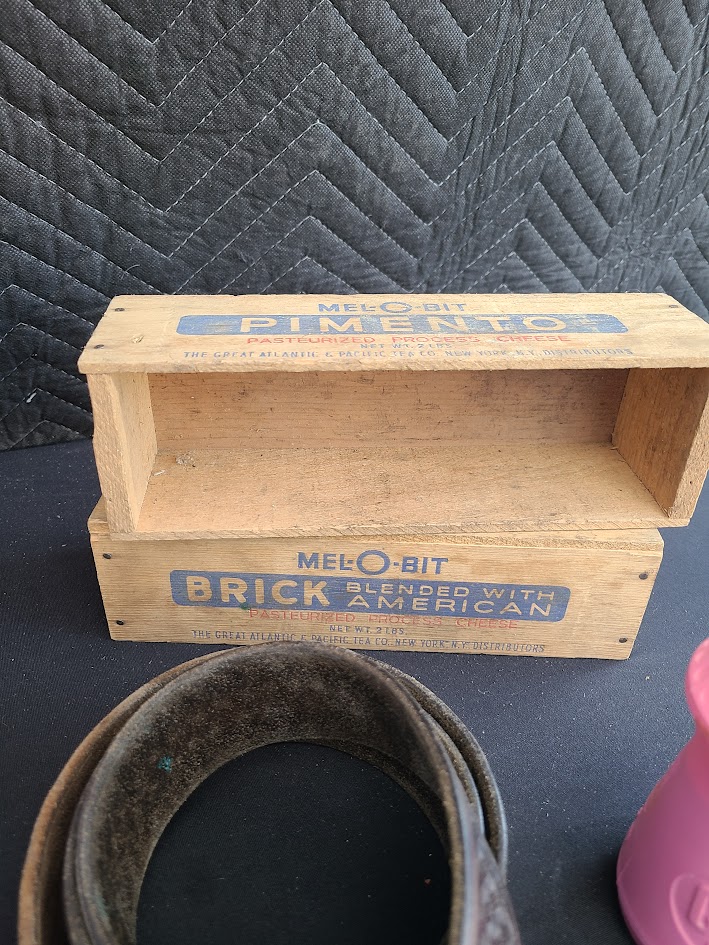 MEL-O-BIT
PIMENTO
PASTEURIZED PROCESS CHEESE
NET WT. 2 LBS.
THE GREAT ATLANTIC & PACIFIC TEA CO. NEW YORK, N.Y. DISTRIBUTORS
MEL-O-BIT
BRICK BLENDED WITH
AMERICAN
PASTEURIZED PROCESS CHEESE
NET WT. 2 LBS.
THE GREAT ATLANTIC & PACIFIC TEA CO. NEW YORK, N.Y. DISTRIBUTORS